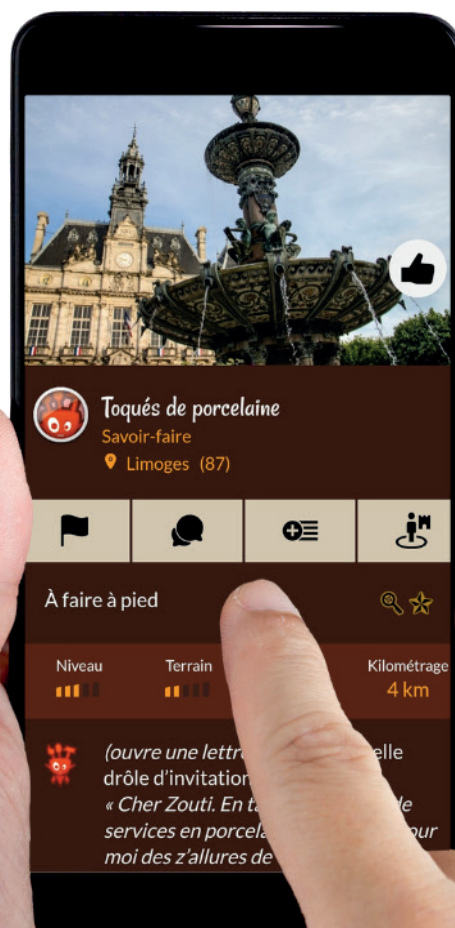 Toqués de porcelaine
Savoir-faire
Limoges (87)
À faire à pied
Niveau
Terrain
Kilométrage
4 km
(ouvre une lettr elle
drôle d'invitation
« Cher Zouti. En t de
services en porcela our
moi des z'allures de